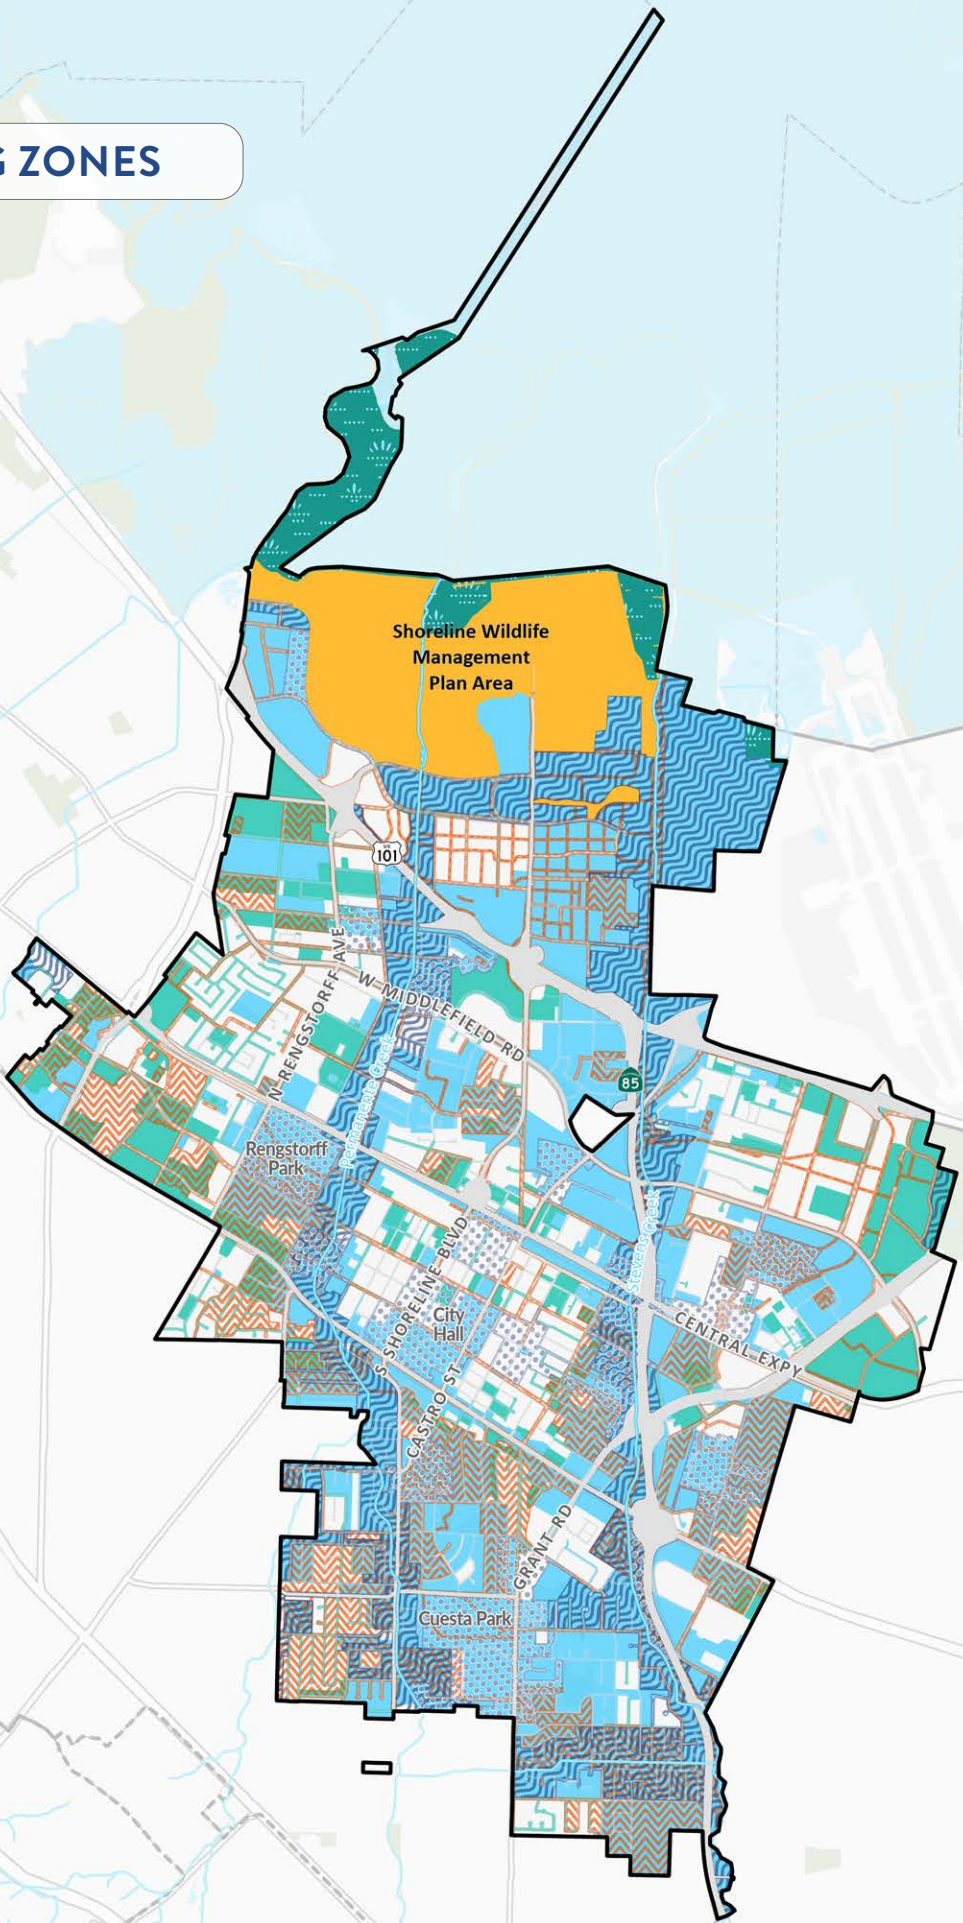 G ZONES
Shoreline Wildlife
Management
Plan Area
US
101
N RENGSTORFF AVE
W MIDDLEFIELD RD
85
Permanente Creek
Rengstorff
Park
Stevens Creek
S SHORELINE BLVD
City
Hall
CENTRAL EXPY
CASTRO ST
GRANT RD
Cuesta Park